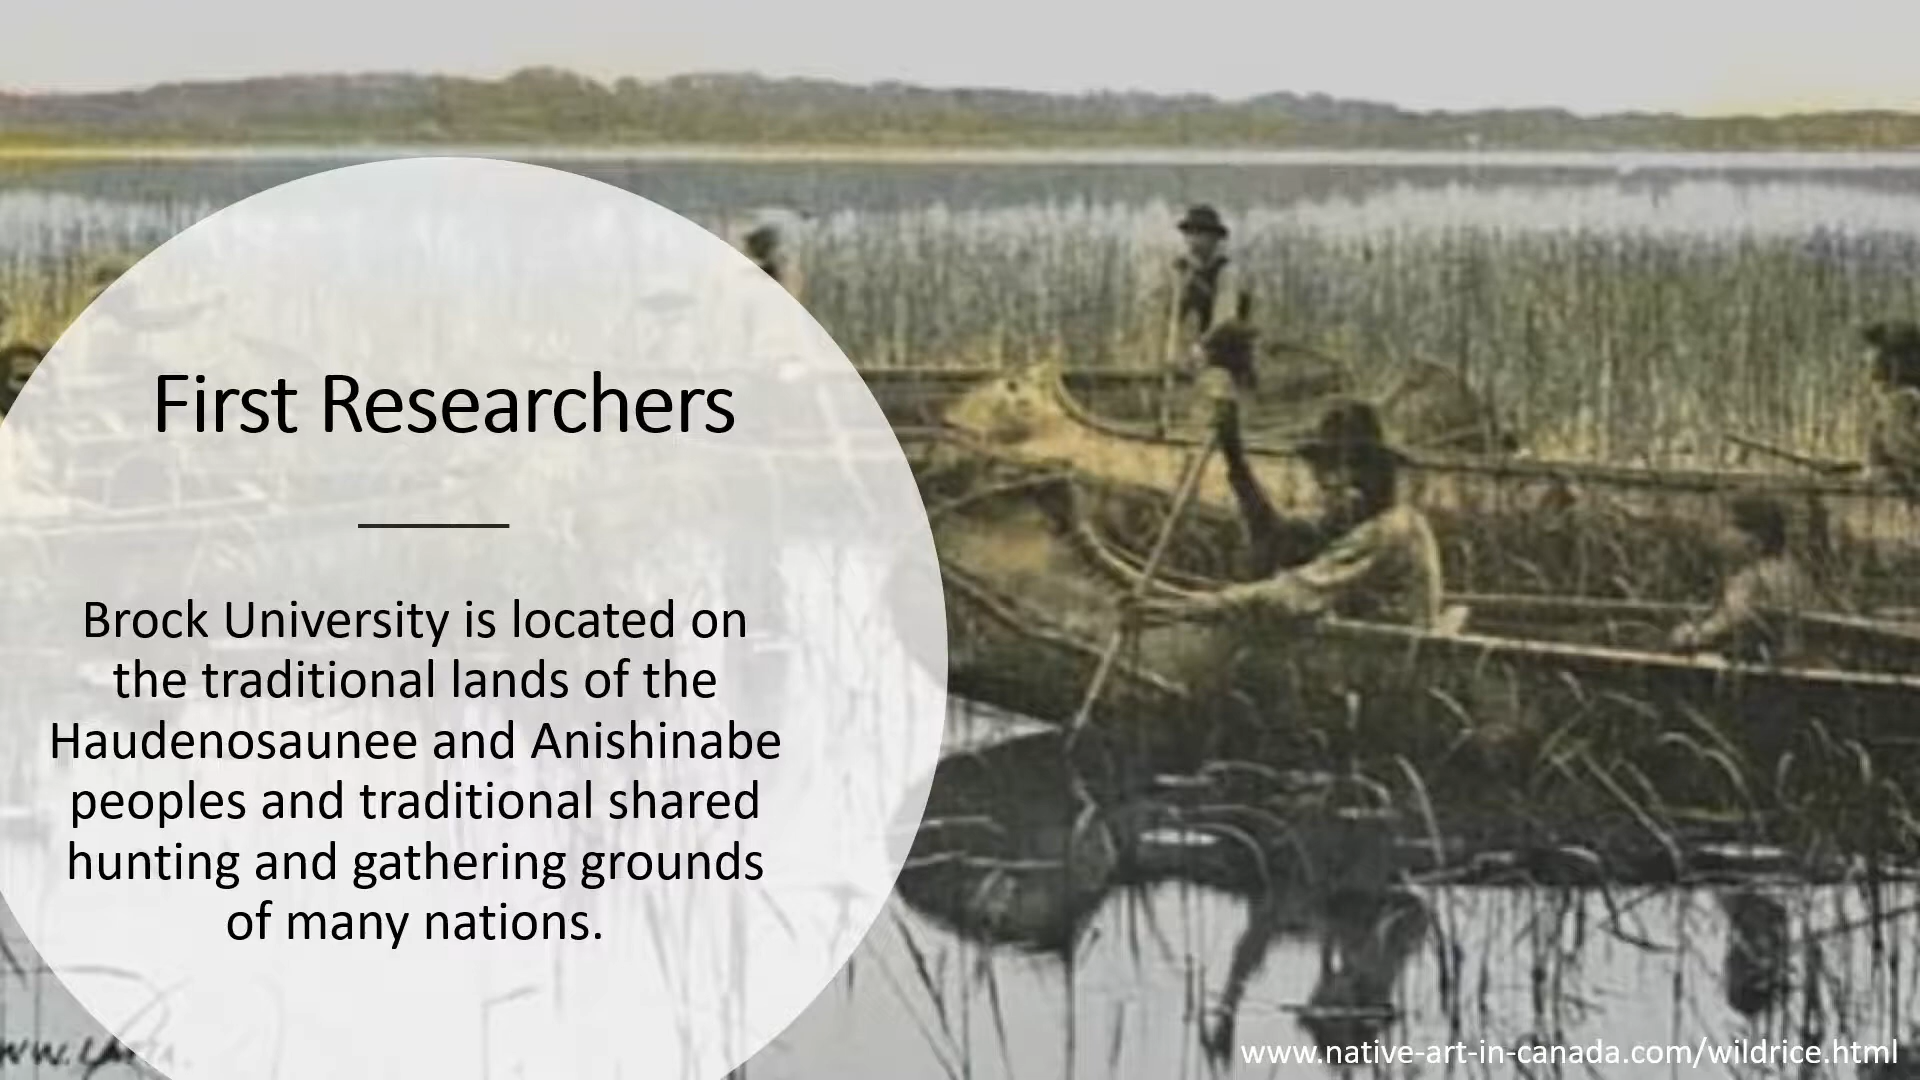 First Researchers
Brock University is located on
the traditional lands of the
Haudenosaunee and Anishinabe
peoples and traditional shared
hunting and gathering grounds
of many nations.
www.native-art-in-canada.com/wildrice.html